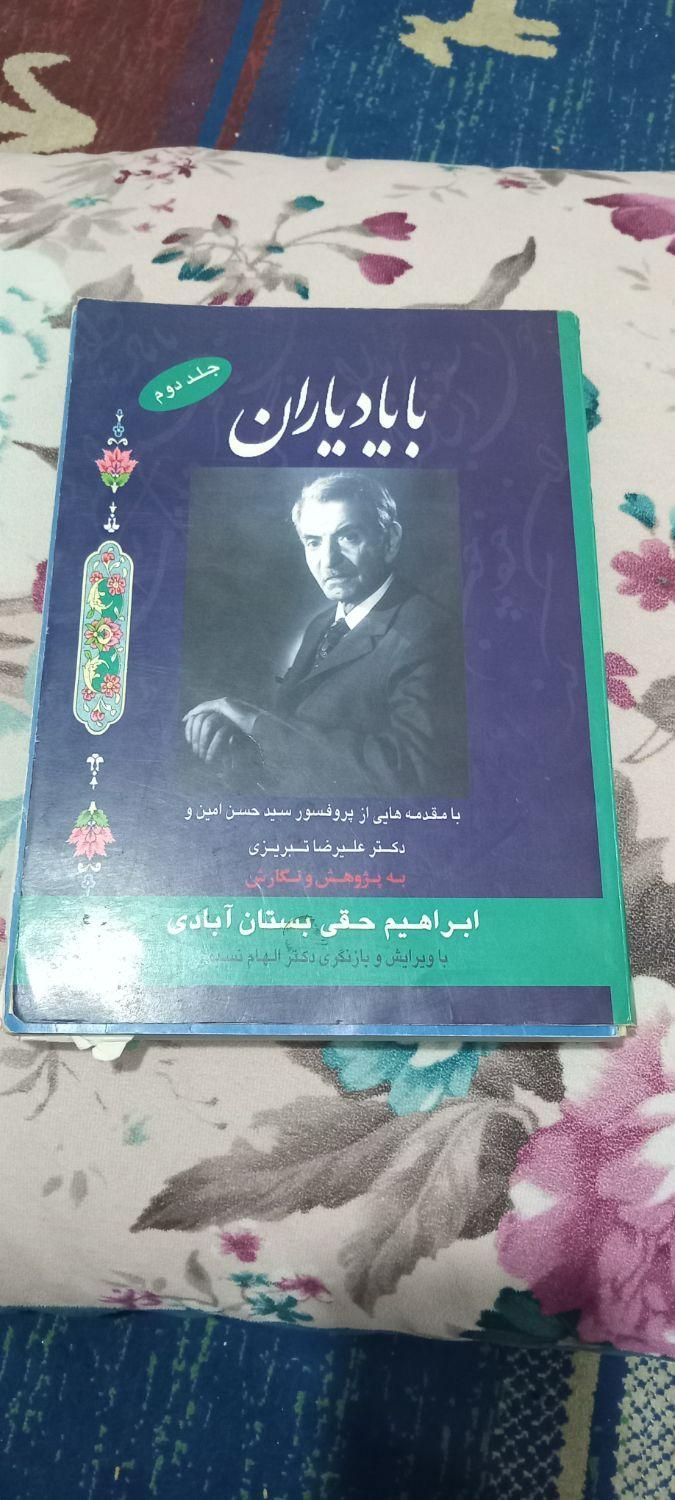 جلد دوم
با یاد یاران
با مقدمه هایی از پروفسور سید حسن امین و
دکتر علیرضا تبریزی
به پژوهش و نگارش
ابراهیم حقی بستان آبادی
با ویرایش و بازنگری دکتر الهام